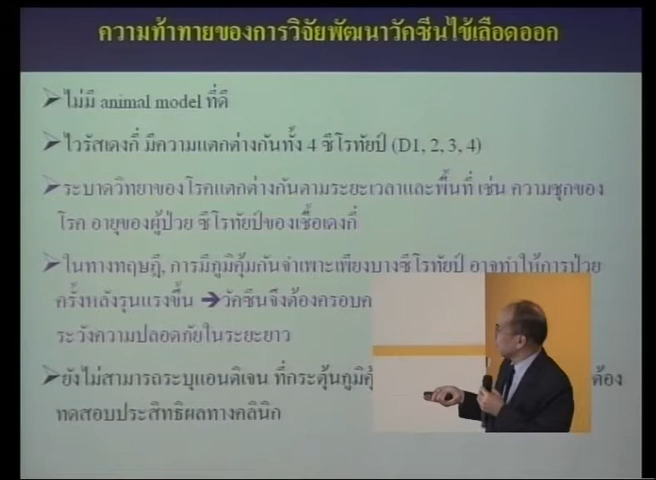 ความท้าทายของการวิจัยพัฒนาวัคซีนไข้เลือดออก
➢ไม่มี animal model ที่ดี
➢ไวรัสเดงกี่ มีความแตกต่างกันทั้ง 4 ซีโรทัยป์ (D1, 2, 3, 4)
➢ระบาดวิทยาของโรคแตกต่างกันตามระยะเวลาและพื้นที่ เช่น ความชุกของ
โรค อายุของผู้ป่วย ซีโรทัยป์ของเชื้อเดงกี่
➢ในทางทฤษฎี, การมีภูมิคุ้มกันจำเพาะเพียงบางซีโรทัยป์ อาจทำให้การป่วย
ครั้งหลังรุนแรงขึ้น ➔วัคซีนจึงต้อง
ระวังความปลอดภัยในระยะยาว
➢ยังไม่สามารถระบุแอนติเจน ที่กระตุ้น ต้อง
ทดสอบประสิทธิผลทางคลินิก